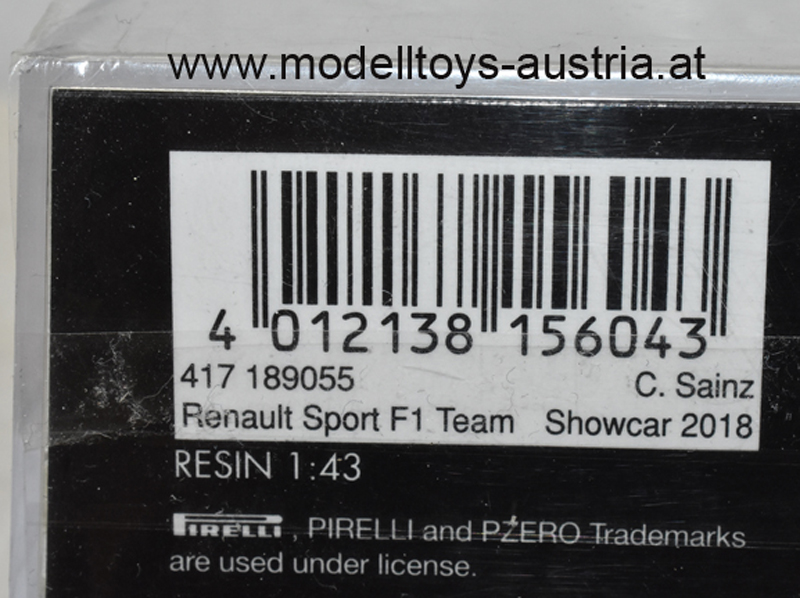 www.modelltoys-austria.at
4 012138 156043
417 189055 C. Sainz
Renault Sport F1 Team Showcar 2018
RESIN 1:43
PIRELLI, PIRELLI and PZERO Trademarks
are used under license.